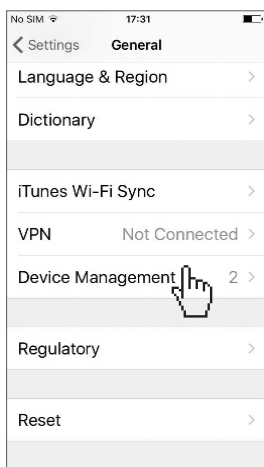 No SIM 17:31
Settings General
Language & Region
Dictionary
iTunes Wi-Fi Sync
VPN Not Connected
Device Management 2
Regulatory
Reset